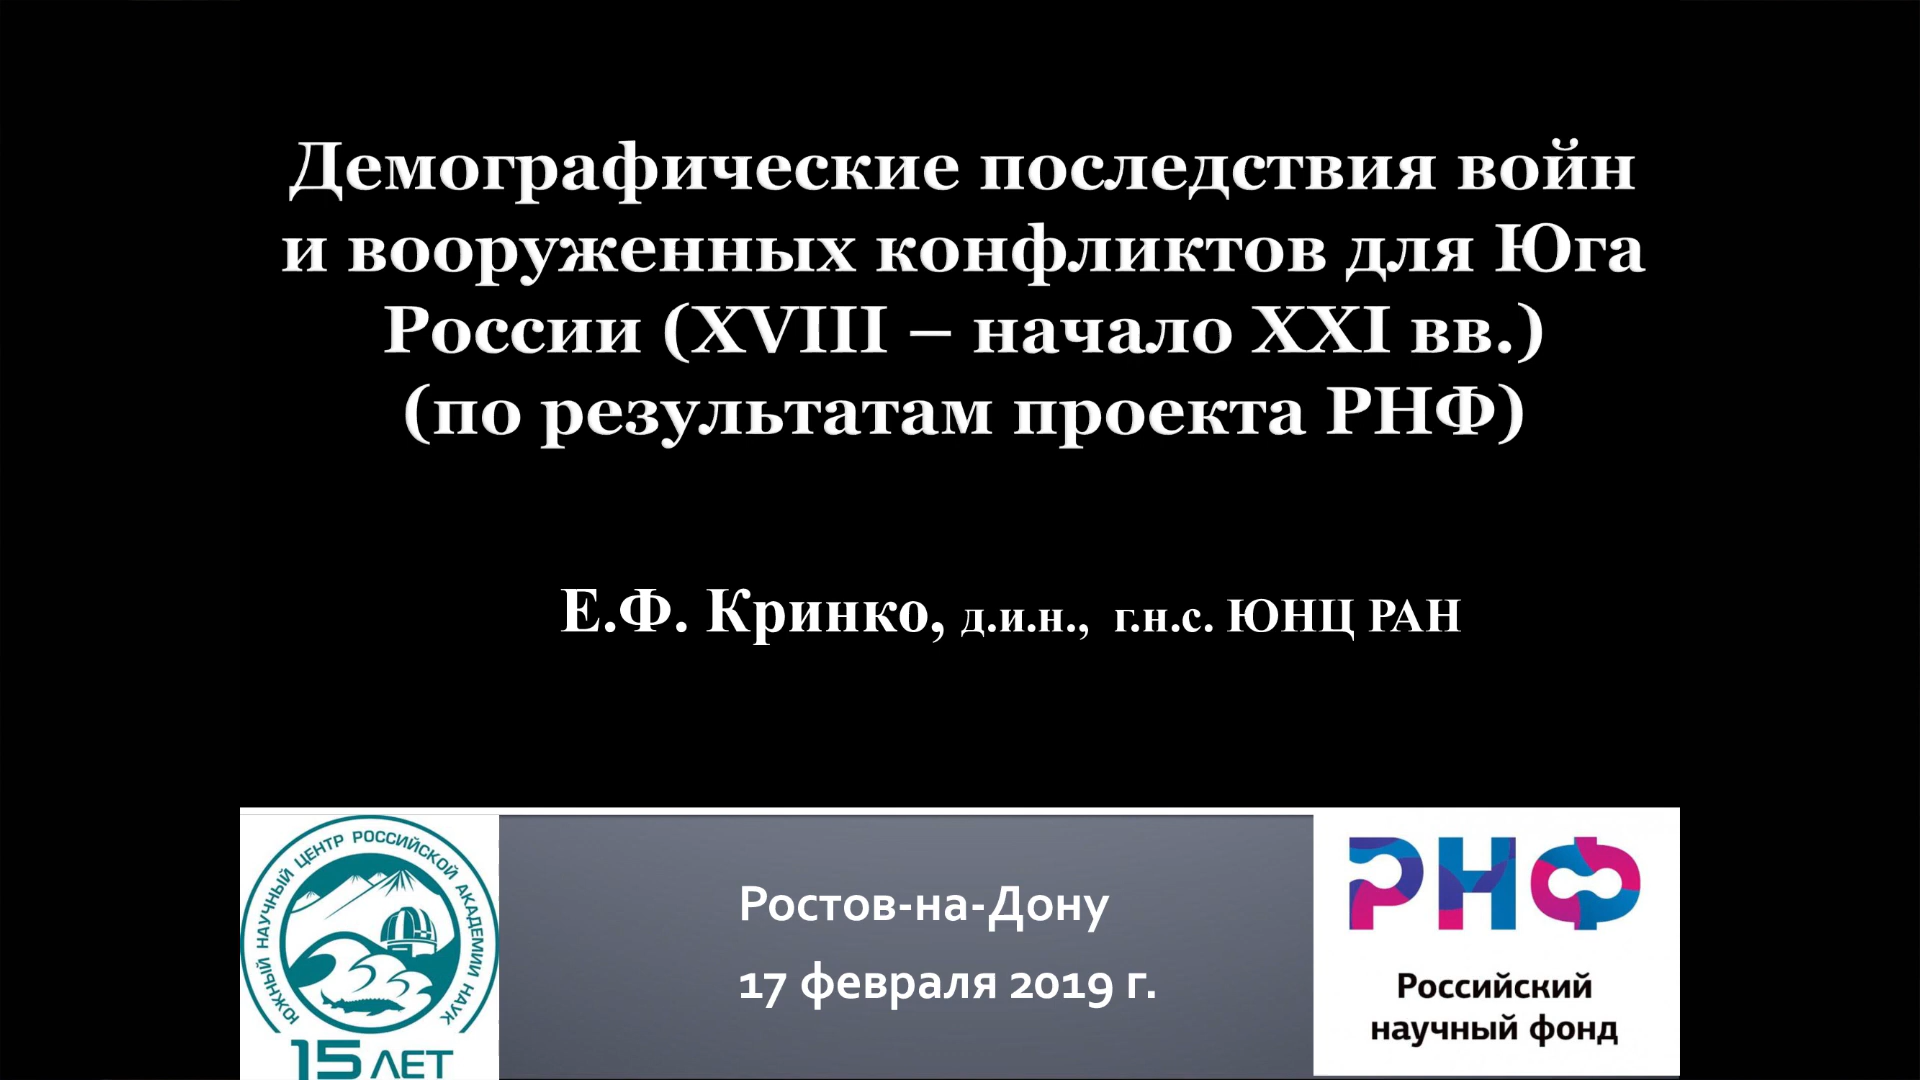 Демографические последствия войн
и вооруженных конфликтов для Юга
России (XVIII – начало XXI вв.)
(по результатам проекта РНФ)
Е.Ф. Кринко, д.и.н., г.н.с. ЮНЦ РАН
ЮЖНЫЙ НАУЧНЫЙ ЦЕНТР РОССИЙСКОЙ АКАДЕМИИ НАУК
15 ЛЕТ
Ростов-на-Дону
17 февраля 2019 г.
РНФ
Российский
научный фонд